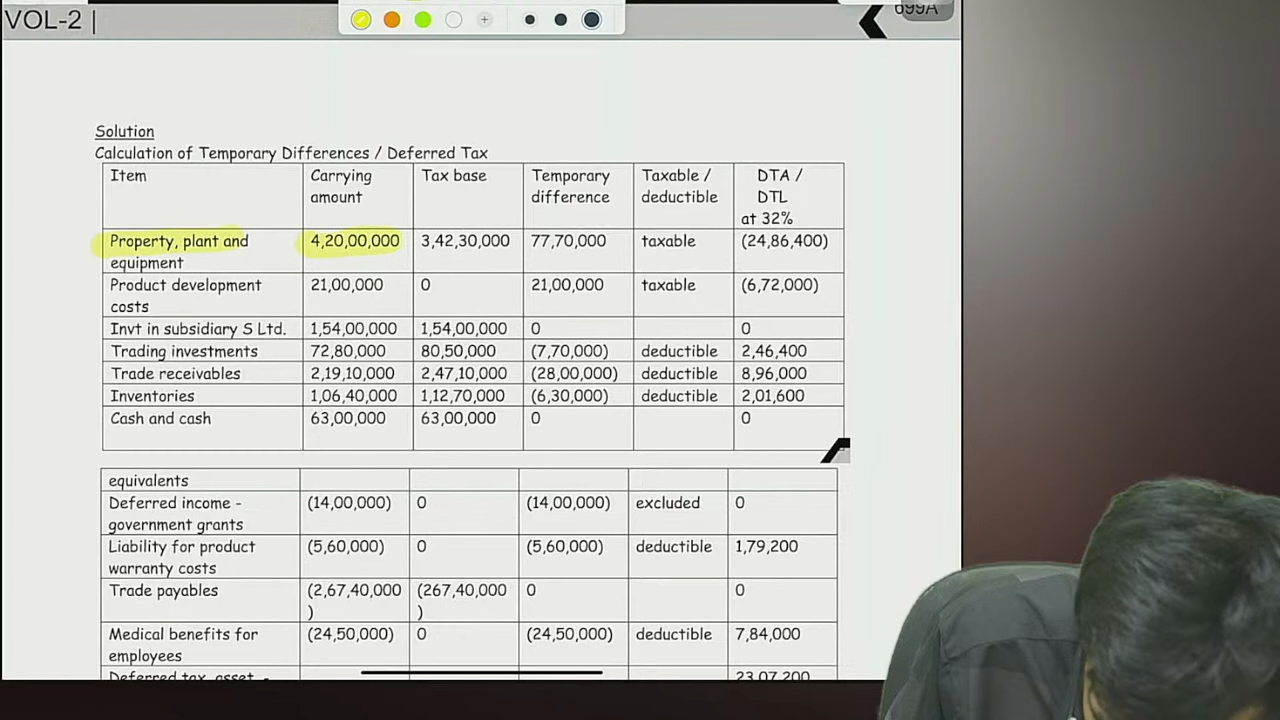 VOL-2 |
699A
Solution
Calculation of Temporary Differences / Deferred Tax
Item Carrying amount Tax base Temporary difference Taxable / deductible DTA / DTL at 32%
Property, plant and equipment 4,20,00,000 3,42,30,000 77,70,000 taxable (24,86,400)
Product development costs 21,00,000 0 21,00,000 taxable (6,72,000)
Invt in subsidiary S Ltd. 1,54,00,000 1,54,00,000 0 0
Trading investments 72,80,000 80,50,000 (7,70,000) deductible 2,46,400
Trade receivables 2,19,10,000 2,47,10,000 (28,00,000) deductible 8,96,000
Inventories 1,06,40,000 1,12,70,000 (6,30,000) deductible 2,01,600
Cash and cash 63,00,000 63,00,000 0 0
equivalents
Deferred income - government grants (14,00,000) 0 (14,00,000) excluded 0
Liability for product warranty costs (5,60,000) 0 (5,60,000) deductible 1,79,200
Trade payables (2,67,40,000) (267,40,000) 0 0
Medical benefits for employees (24,50,000) 0 (24,50,000) deductible 7,84,000
Deferred tax asset - 23,07,200